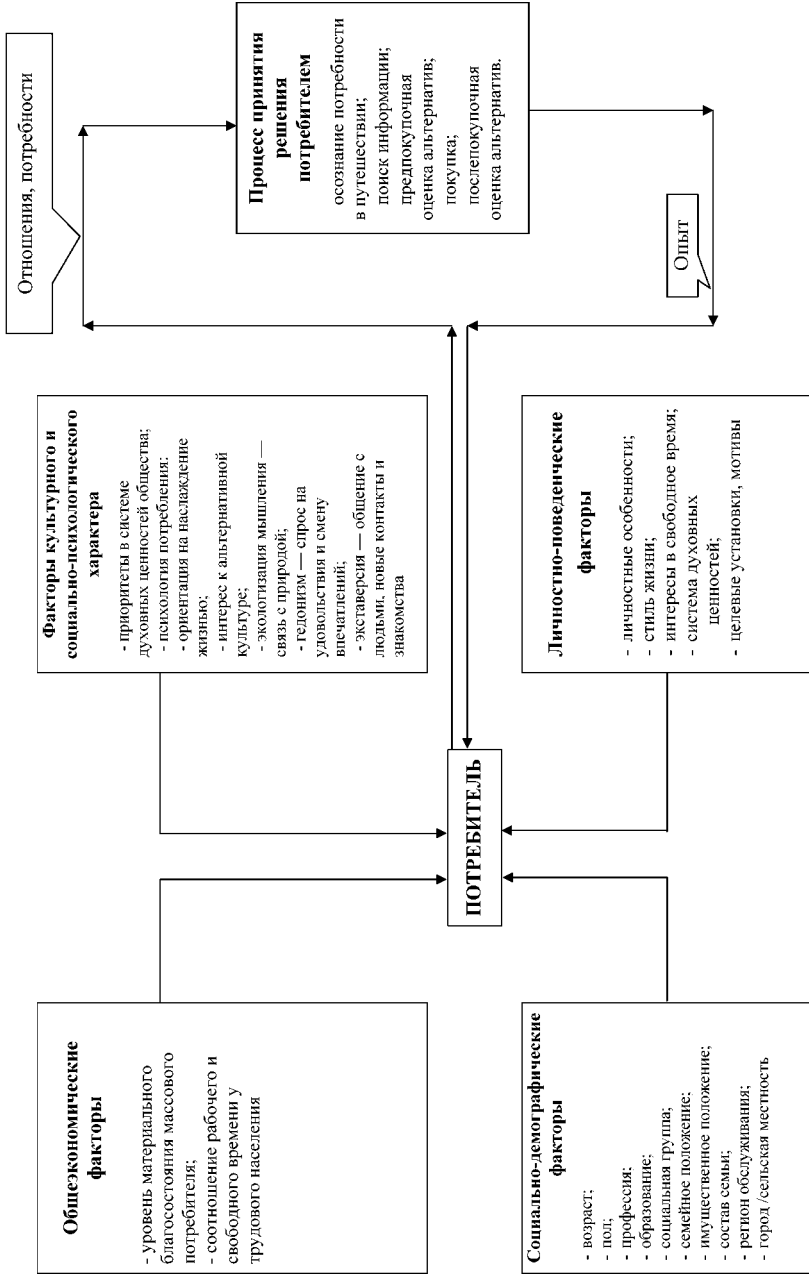 Общеэкономические
факторы
- уровень материального
благосостояния массового
потребителя;
- соотношение рабочего и
свободного времени у
трудового населения
Факторы культурного и
социально-психологического
характера
- приоритеты в системе
духовных ценностей общества;
- психология потребления;
- ориентация на наслаждение
жизнью;
- интерес к альтернативной
культуре;
- экологизация мышления —
связь с природой;
- гедонизм — спрос на
удовольствия и смену
впечатлений;
- экставерсия — общение с
людьми, новые контакты и
знакомства
Отношения, потребности
ПОТРЕБИТЕЛЬ
Процесс принятия
решения
потребителем
осознание потребности
в путешествии;
поиск информации;
предпокупочная
оценка альтернатив;
покупка;
послепокупочная
оценка альтернатив.
Социально-демографические
факторы
- возраст;
- пол;
- профессия;
- образование;
- социальная группа;
- семейное положение;
- имущественное положение;
- состав семьи;
- регион обслуживания;
- город /сельская местность
Личностно-поведенческие
факторы
- личностные особенности;
- стиль жизни;
- интересы в свободное время;
- система духовных
ценностей;
- целевые установки, мотивы
Опыт